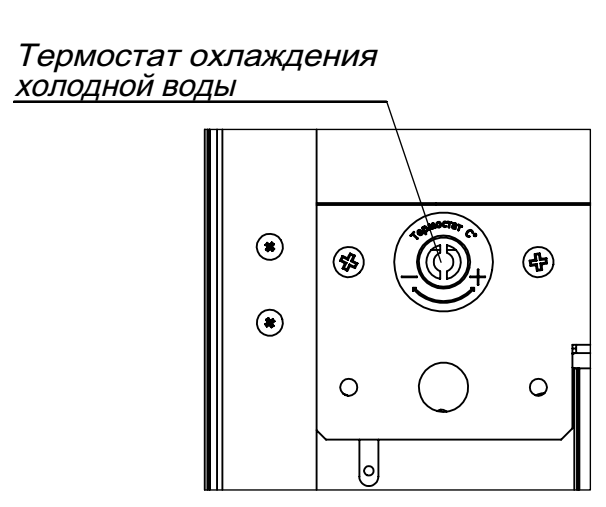 Термостат охлаждения
холодной воды
Термостат C°
− +